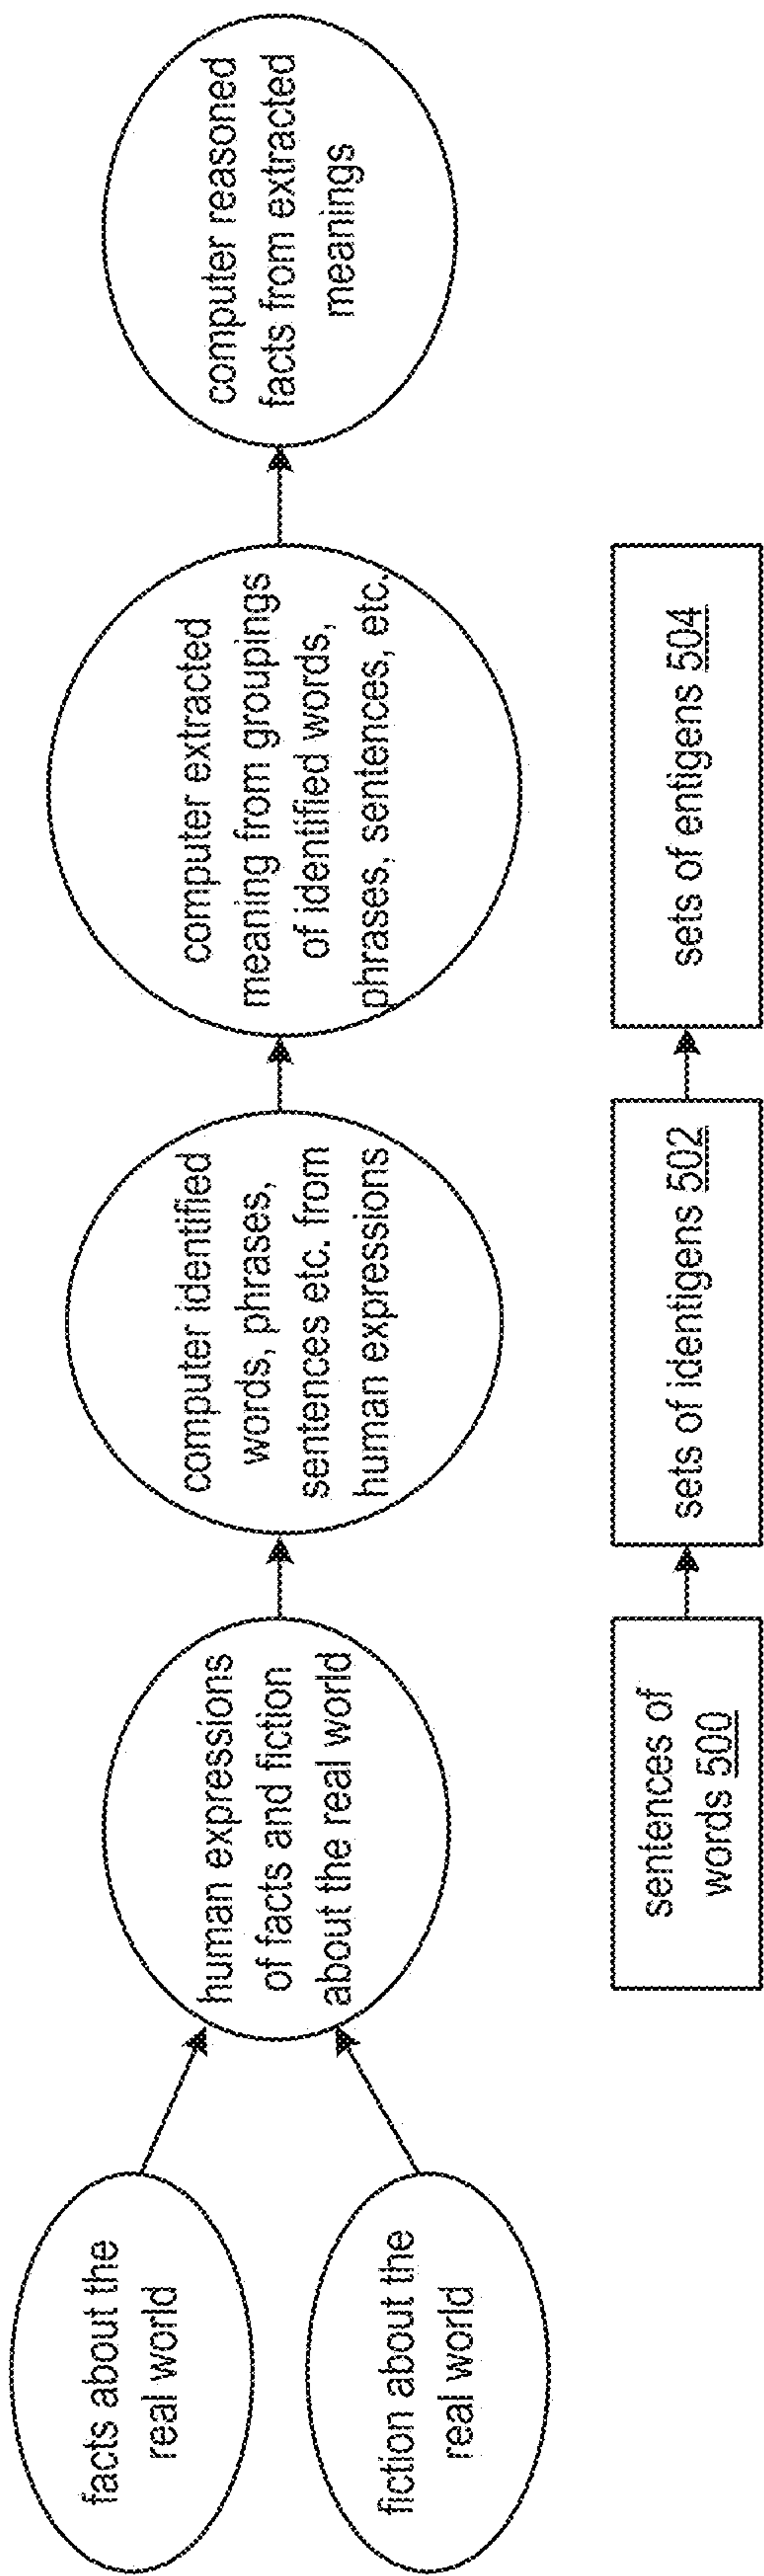 facts about the
real world
fiction about the
real world
human expressions
of facts and fiction
about the real world
computer identified
words, phrases,
sentences etc. from
human expressions
computer extracted
meaning from groupings
of identified words,
phrases, sentences, etc.
computer reasoned
facts from extracted
meanings
sentences of
words 500
sets of identigens 502
sets of entigens 504